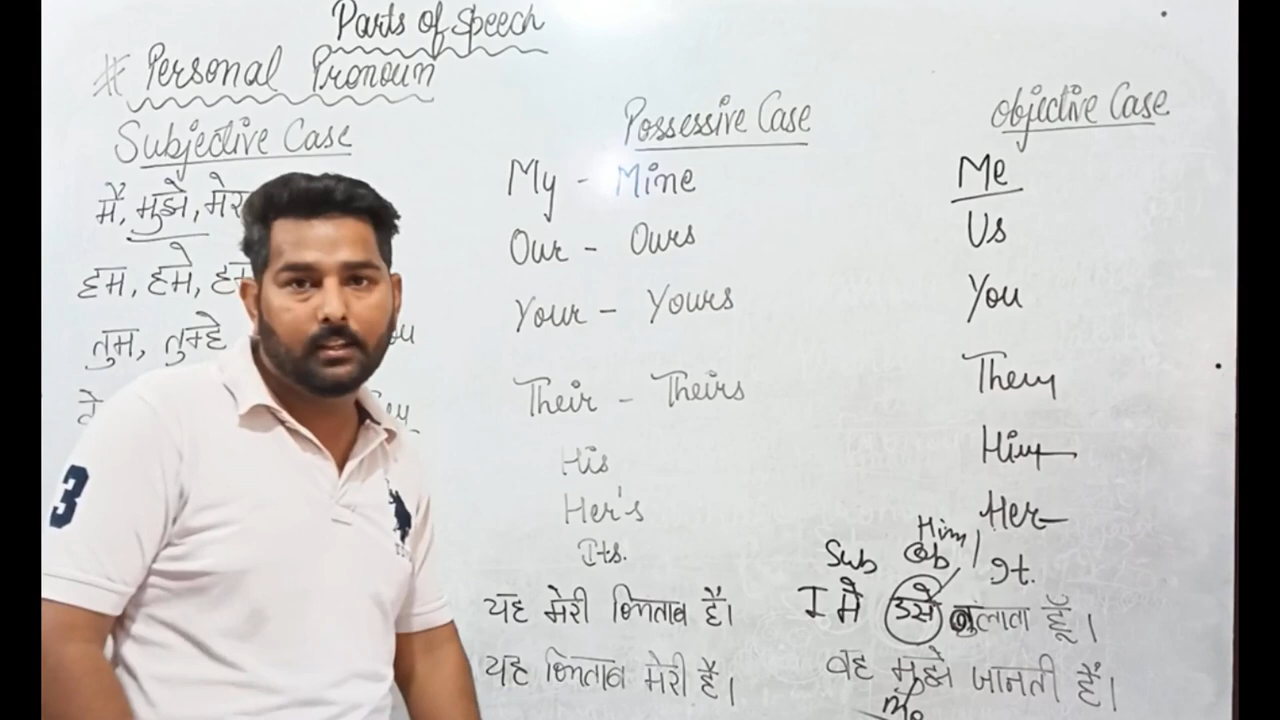 Parts of Speech
# Personal Pronoun
Subjective Case
Possessive Case
Objective Case
मैं, मुझे,
My - Mine
Me
हम, हमे,
Our - Ours
Us
तुम, तुम्हे
Your - Yours
You
Their - Theirs
Them
His
Him
Her's
Her
Its.
It.
Sub Ob Him
यह मेरी किताब है।
I मै उसे बुलाता हूँ।
यह किताब मेरी है।
वह मुझे जानती है।
Me
3